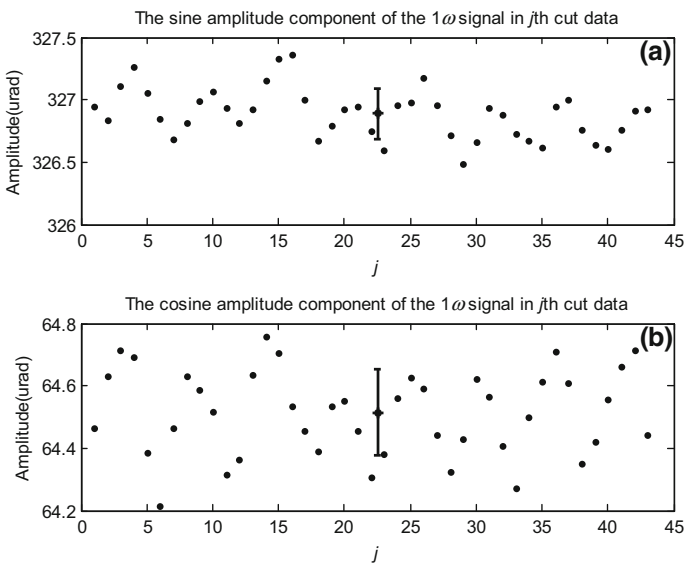 The sine amplitude component of the 1ω signal in jth cut data
(a)
Amplitude(urad)
327.5
327
326.5
326
0 5 10 15 20 25 30 35 40 45
j
The cosine amplitude component of the 1ω signal in jth cut data
(b)
Amplitude(urad)
64.8
64.6
64.4
64.2
0 5 10 15 20 25 30 35 40 45
j